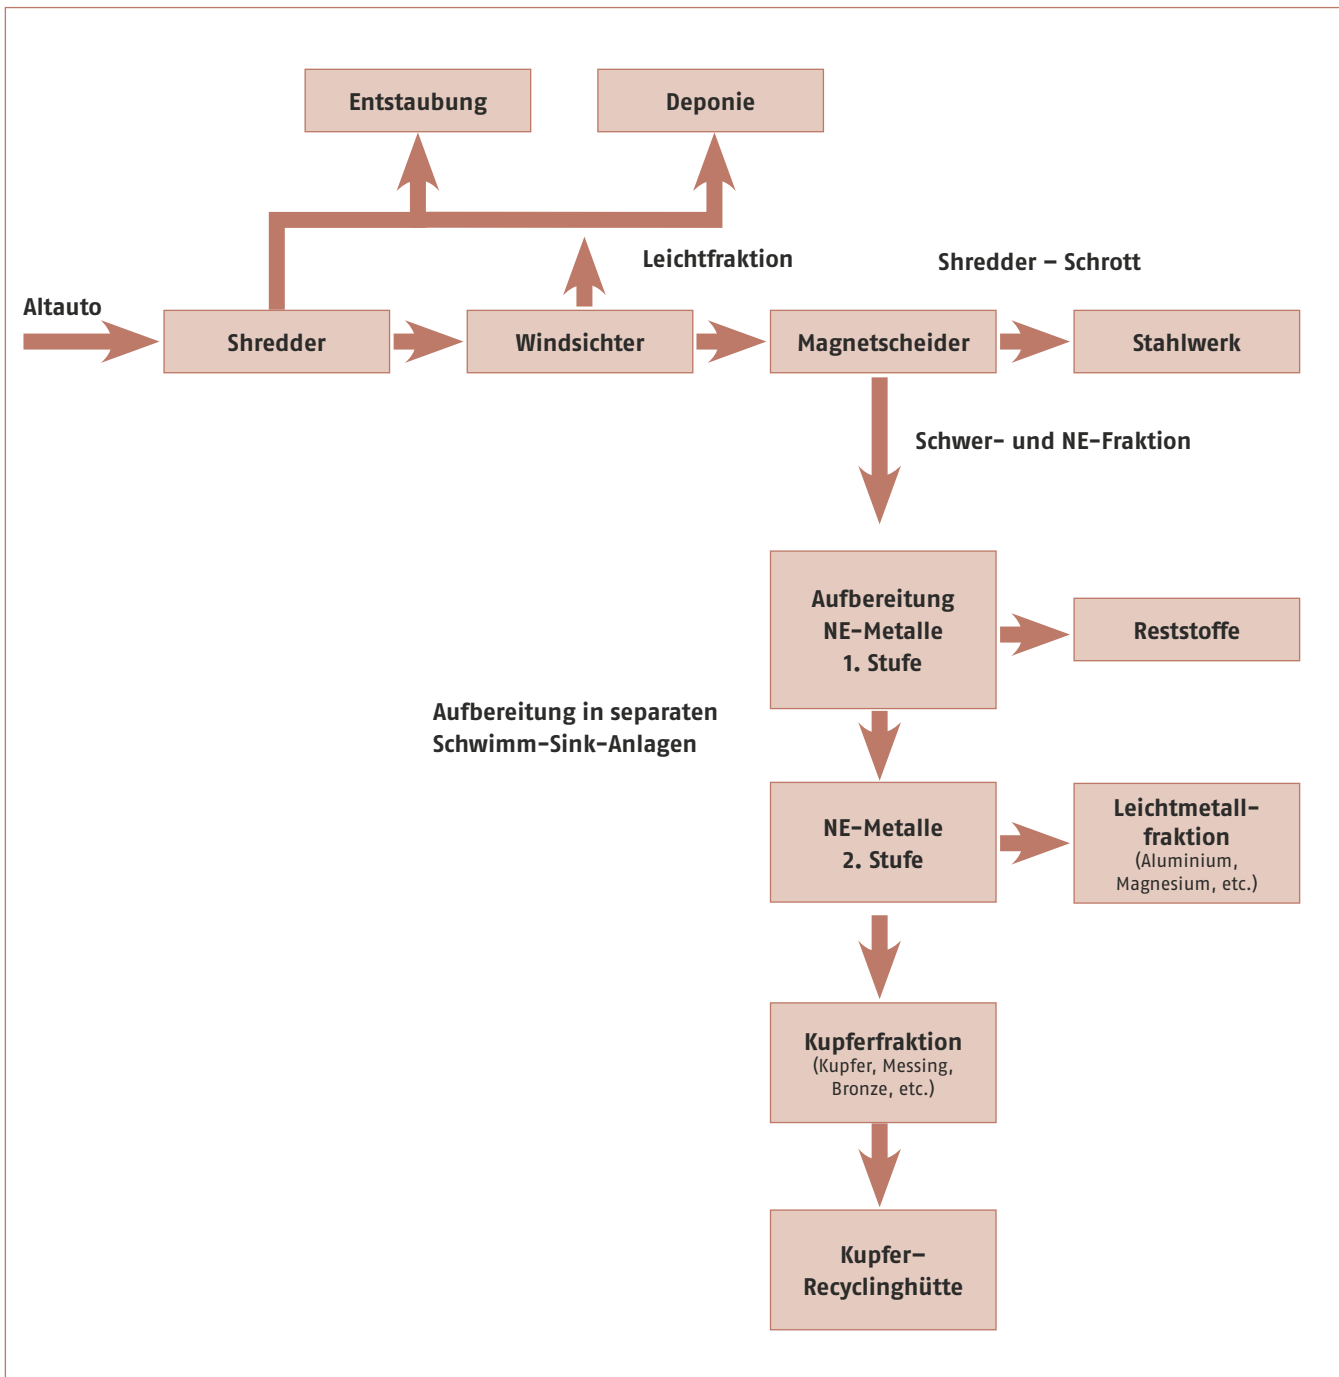 Entstaubung
Deponie
Leichtfraktion
Shredder – Schrott
Altauto
Shredder
Windsichter
Magnetscheider
Stahlwerk
Schwer- und NE-Fraktion
Aufbereitung
NE-Metalle
1. Stufe
Reststoffe
Aufbereitung in separaten
Schwimm-Sink-Anlagen
NE-Metalle
2. Stufe
Leichtmetall-
fraktion
(Aluminium,
Magnesium, etc.)
Kupferfraktion
(Kupfer, Messing,
Bronze, etc.)
Kupfer–
Recyclinghütte